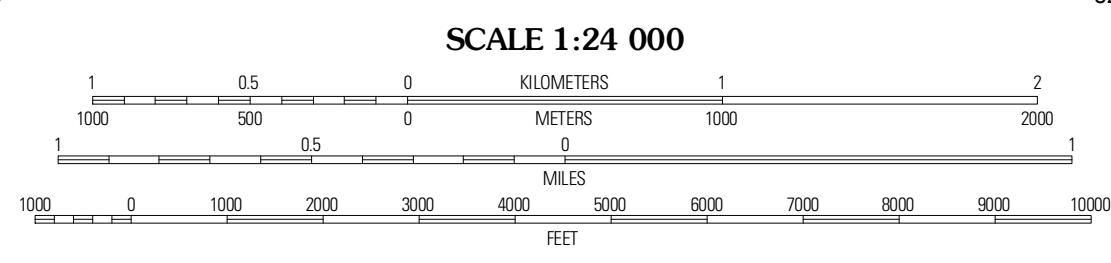 SCALE 1:24 000
1 0.5 0 KILOMETERS 1 2
1000 500 0 METERS 1000 2000
1 0.5 0 1
MILES
1000 0 1000 2000 3000 4000 5000 6000 7000 8000 9000 10000
FEET